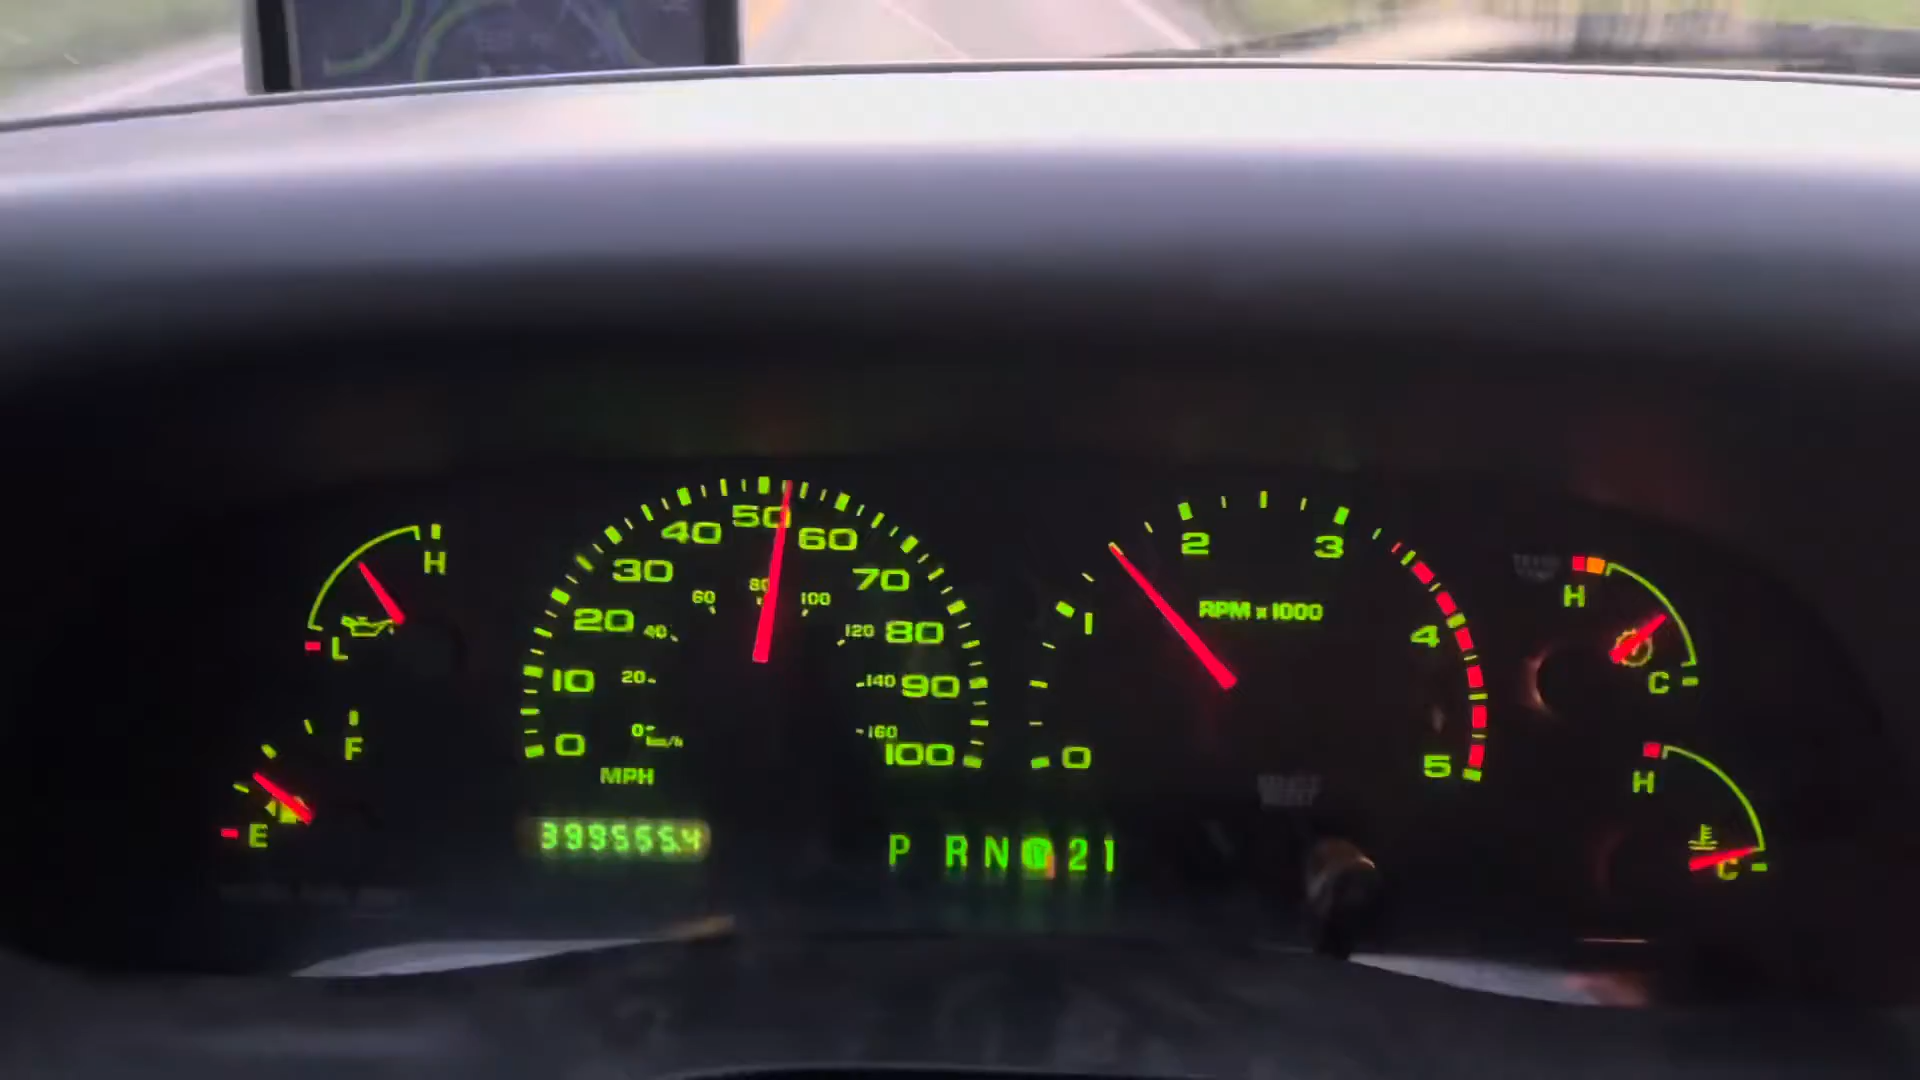 H
L
F
E
0 10 20 30 40 50 60 70 80 90 100
0 20 40 60 80 100 120 140 160
km/h
MPH
399555.4
0 1 2 3 4 5
RPM x 1000
P R N D 2 1
H
C
H
C